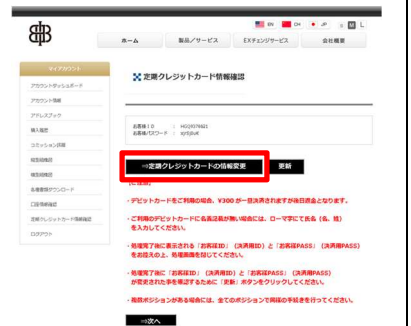 EN CH JP S M L
ホーム 製品／サービス EXチェンジサービス 会社概要
マイアカウント
アカウントダッシュボード
アカウント情報
アドレスブック
購入履歴
コミッション詳細
各種書類ダウンロード
口座情報確認
定期クレジットカード情報確認
ログアウト
定期クレジットカード情報確認
お客様ＩＤ ：
お客様パスワード ：
⇒定期クレジットカードの情報変更 更新
【ご注意】
・デビットカードをご利用の場合、¥300 が一旦決済されますが後日返金となります。
・ご利用のデビットカードに名義記載が無い場合には、ローマ字にて氏名（名、姓）
を入力してください。
・処理完了後に表示される「お客様ID」（決済用ID）と「お客様PASS」（決済用PASS）
をお控えの上、処理画面を閉じてください。
・処理完了後に「お客様ID」（決済用ID）と「お客様PASS」（決済用PASS）
が変更された事を確認するために「更新」ボタンをクリックしてください。
・複数ポジションがある場合には、全てのポジションで同様の手続きを行ってください。
⇒次へ